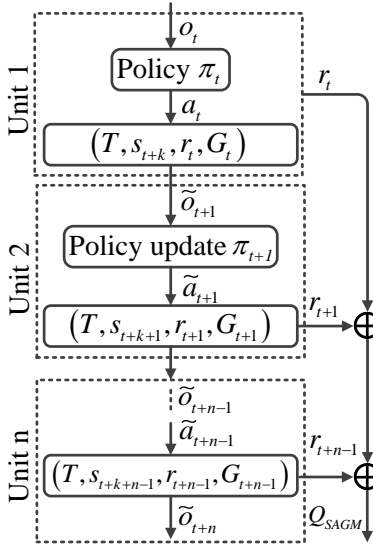 o_t
Unit 1
Policy π_t
r_t
a_t
(T, s_{t+k}, r_t, G_t)
õ_{t+1}
Unit 2
Policy update π_{t+1}
ã_{t+1}
r_{t+1}
(T, s_{t+k+1}, r_{t+1}, G_{t+1})
õ_{t+n-1}
Unit n
ã_{t+n-1}
r_{t+n-1}
(T, s_{t+k+n-1}, r_{t+n-1}, G_{t+n-1})
õ_{t+n}
Q_{SAGM}